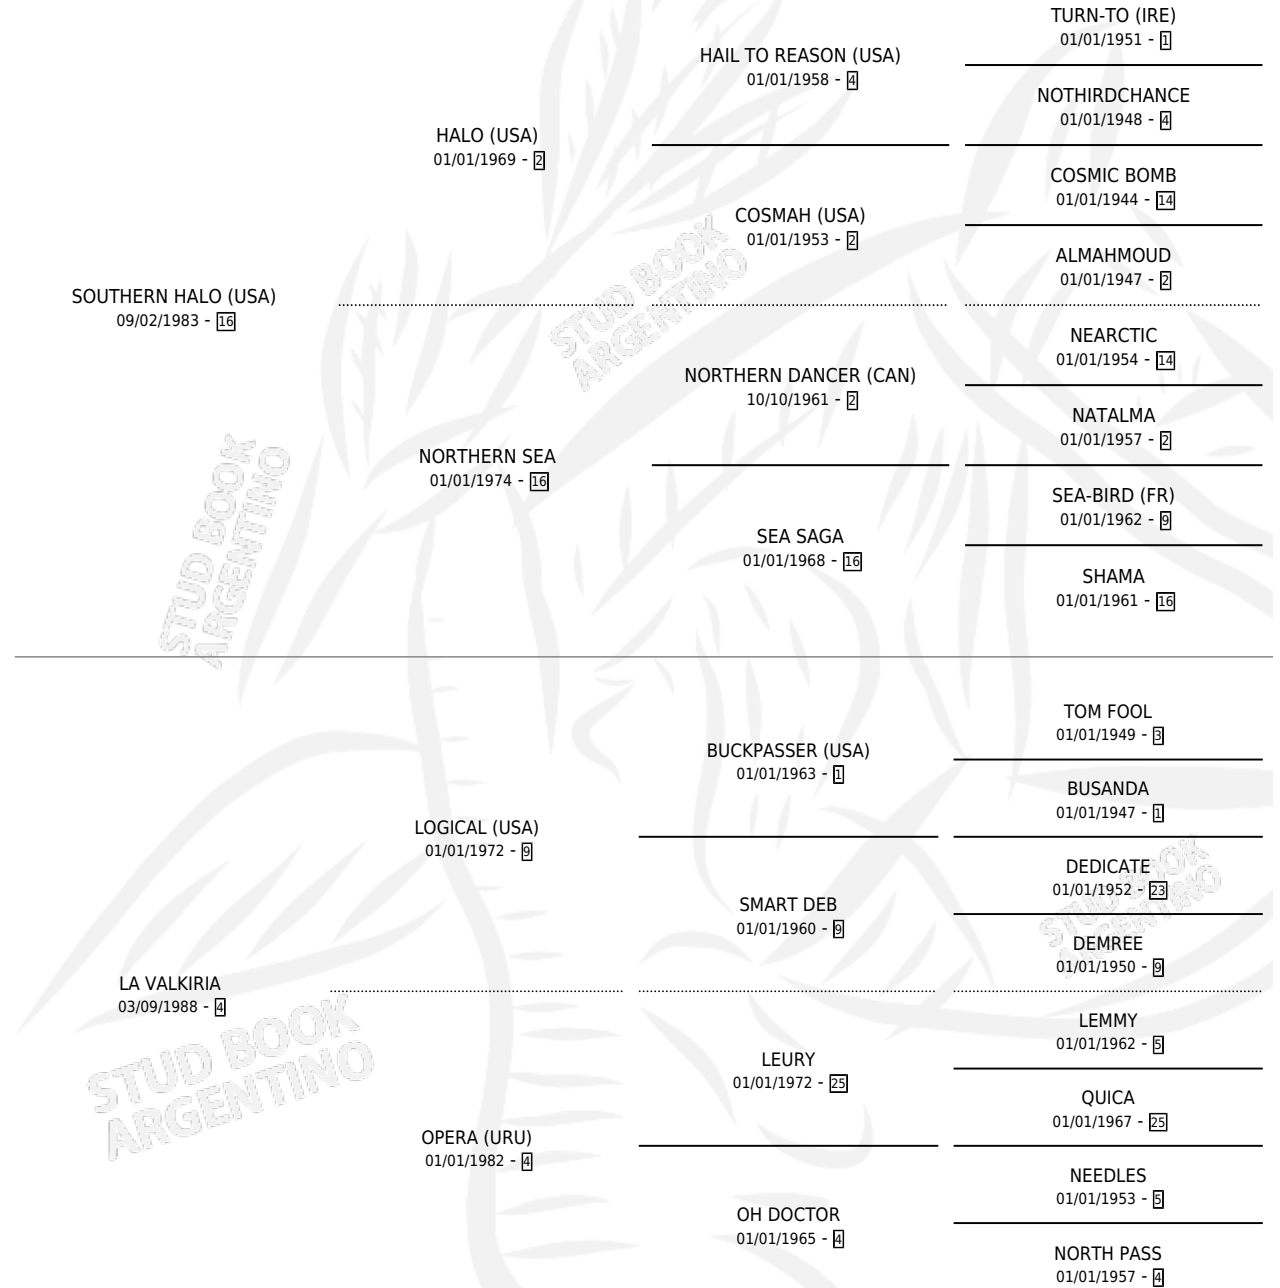 TURN-TO (IRE)
01/01/1951 - 1
HAIL TO REASON (USA)
01/01/1958 - 4
NOTHIRDCHANCE
01/01/1948 - 4
HALO (USA)
01/01/1969 - 2
COSMIC BOMB
01/01/1944 - 14
COSMAH (USA)
01/01/1953 - 2
ALMAHMOUD
01/01/1947 - 2
SOUTHERN HALO (USA)
09/02/1983 - 16
NEARCTIC
01/01/1954 - 14
NORTHERN DANCER (CAN)
10/10/1961 - 2
NATALMA
01/01/1957 - 2
NORTHERN SEA
01/01/1974 - 16
SEA-BIRD (FR)
01/01/1962 - 9
SEA SAGA
01/01/1968 - 16
SHAMA
01/01/1961 - 16
STUD BOOK
ARGENTINO
STUD BOOK
ARGENTINO
TOM FOOL
01/01/1949 - 3
BUCKPASSER (USA)
01/01/1963 - 1
BUSANDA
01/01/1947 - 1
LOGICAL (USA)
01/01/1972 - 9
DEDICATE
01/01/1952 - 23
SMART DEB
01/01/1960 - 9
DEMREE
01/01/1950 - 9
LA VALKIRIA
03/09/1988 - 4
LEMMY
01/01/1962 - 5
LEURY
01/01/1972 - 25
QUICA
01/01/1967 - 25
OPERA (URU)
01/01/1982 - 4
NEEDLES
01/01/1953 - 5
OH DOCTOR
01/01/1965 - 4
NORTH PASS
01/01/1957 - 4
STUD BOOK
ARGENTINO
STUD BOOK
ARGENTINO